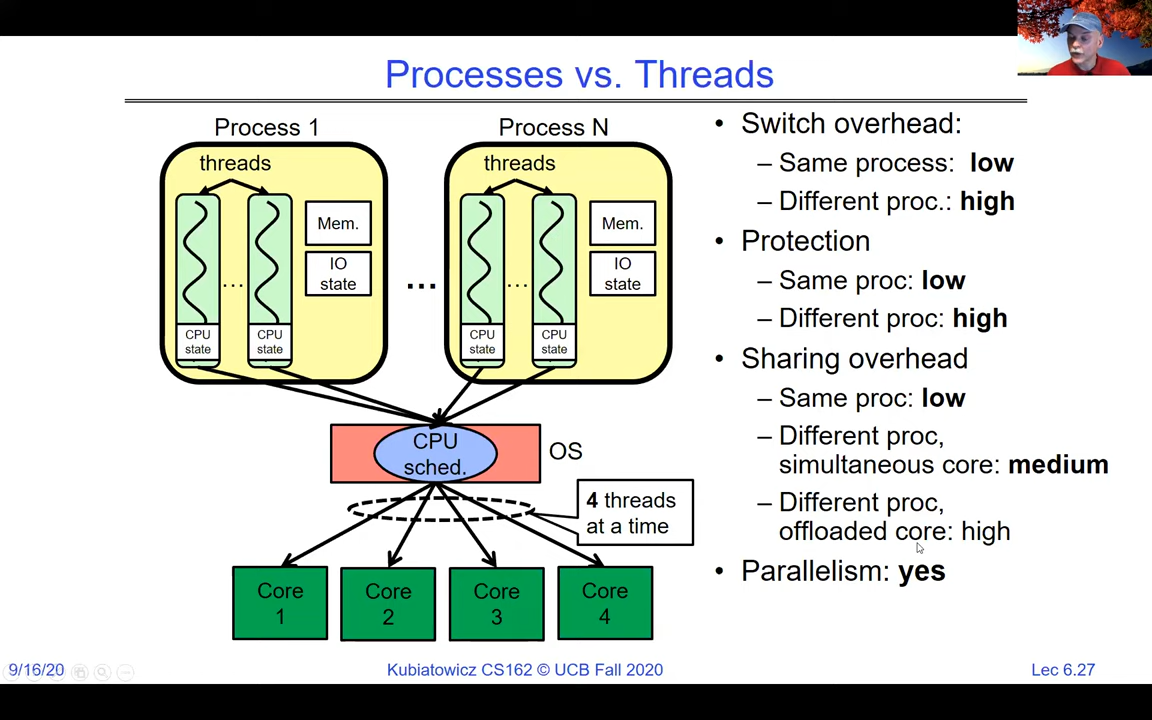 Processes vs. Threads
Process 1
threads
Mem.
IO
state
...
CPU
state
CPU
state
...
Process N
threads
Mem.
IO
state
...
CPU
state
CPU
state
CPU
sched.
OS
4 threads
at a time
Core
1
Core
2
Core
3
Core
4
• Switch overhead:
– Same process: low
– Different proc.: high
• Protection
– Same proc: low
– Different proc: high
• Sharing overhead
– Same proc: low
– Different proc,
simultaneous core: medium
– Different proc,
offloaded core: high
• Parallelism: yes
9/16/20
Kubiatowicz CS162 © UCB Fall 2020
Lec 6.27